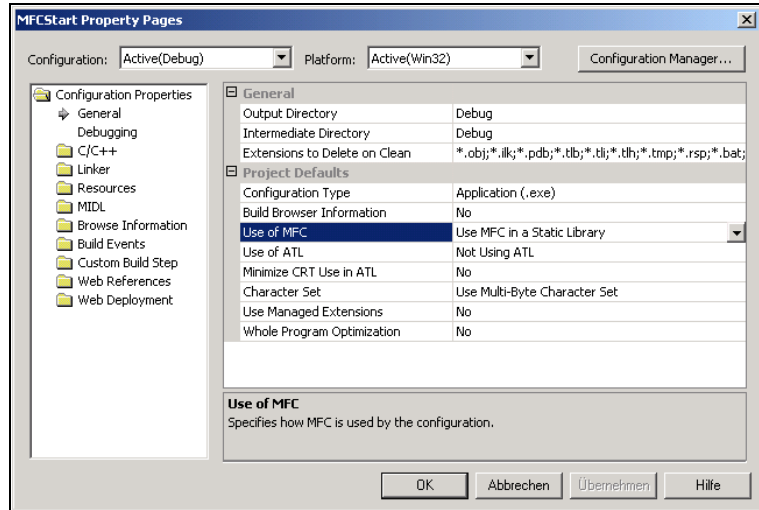 MFCStart Property Pages
Configuration: Active(Debug) Platform: Active(Win32) Configuration Manager...
Configuration Properties
General
Debugging
C/C++
Linker
Resources
MIDL
Browse Information
Build Events
Custom Build Step
Web References
Web Deployment
General
Output Directory Debug
Intermediate Directory Debug
Extensions to Delete on Clean *.obj;*.ilk;*.pdb;*.tlb;*.tli;*.tlh;*.tmp;*.rsp;*.bat;
Project Defaults
Configuration Type Application (.exe)
Build Browser Information No
Use of MFC Use MFC in a Static Library
Use of ATL Not Using ATL
Minimize CRT Use in ATL No
Character Set Use Multi-Byte Character Set
Use Managed Extensions No
Whole Program Optimization No
Use of MFC
Specifies how MFC is used by the configuration.
OK Abbrechen Übernehmen Hilfe